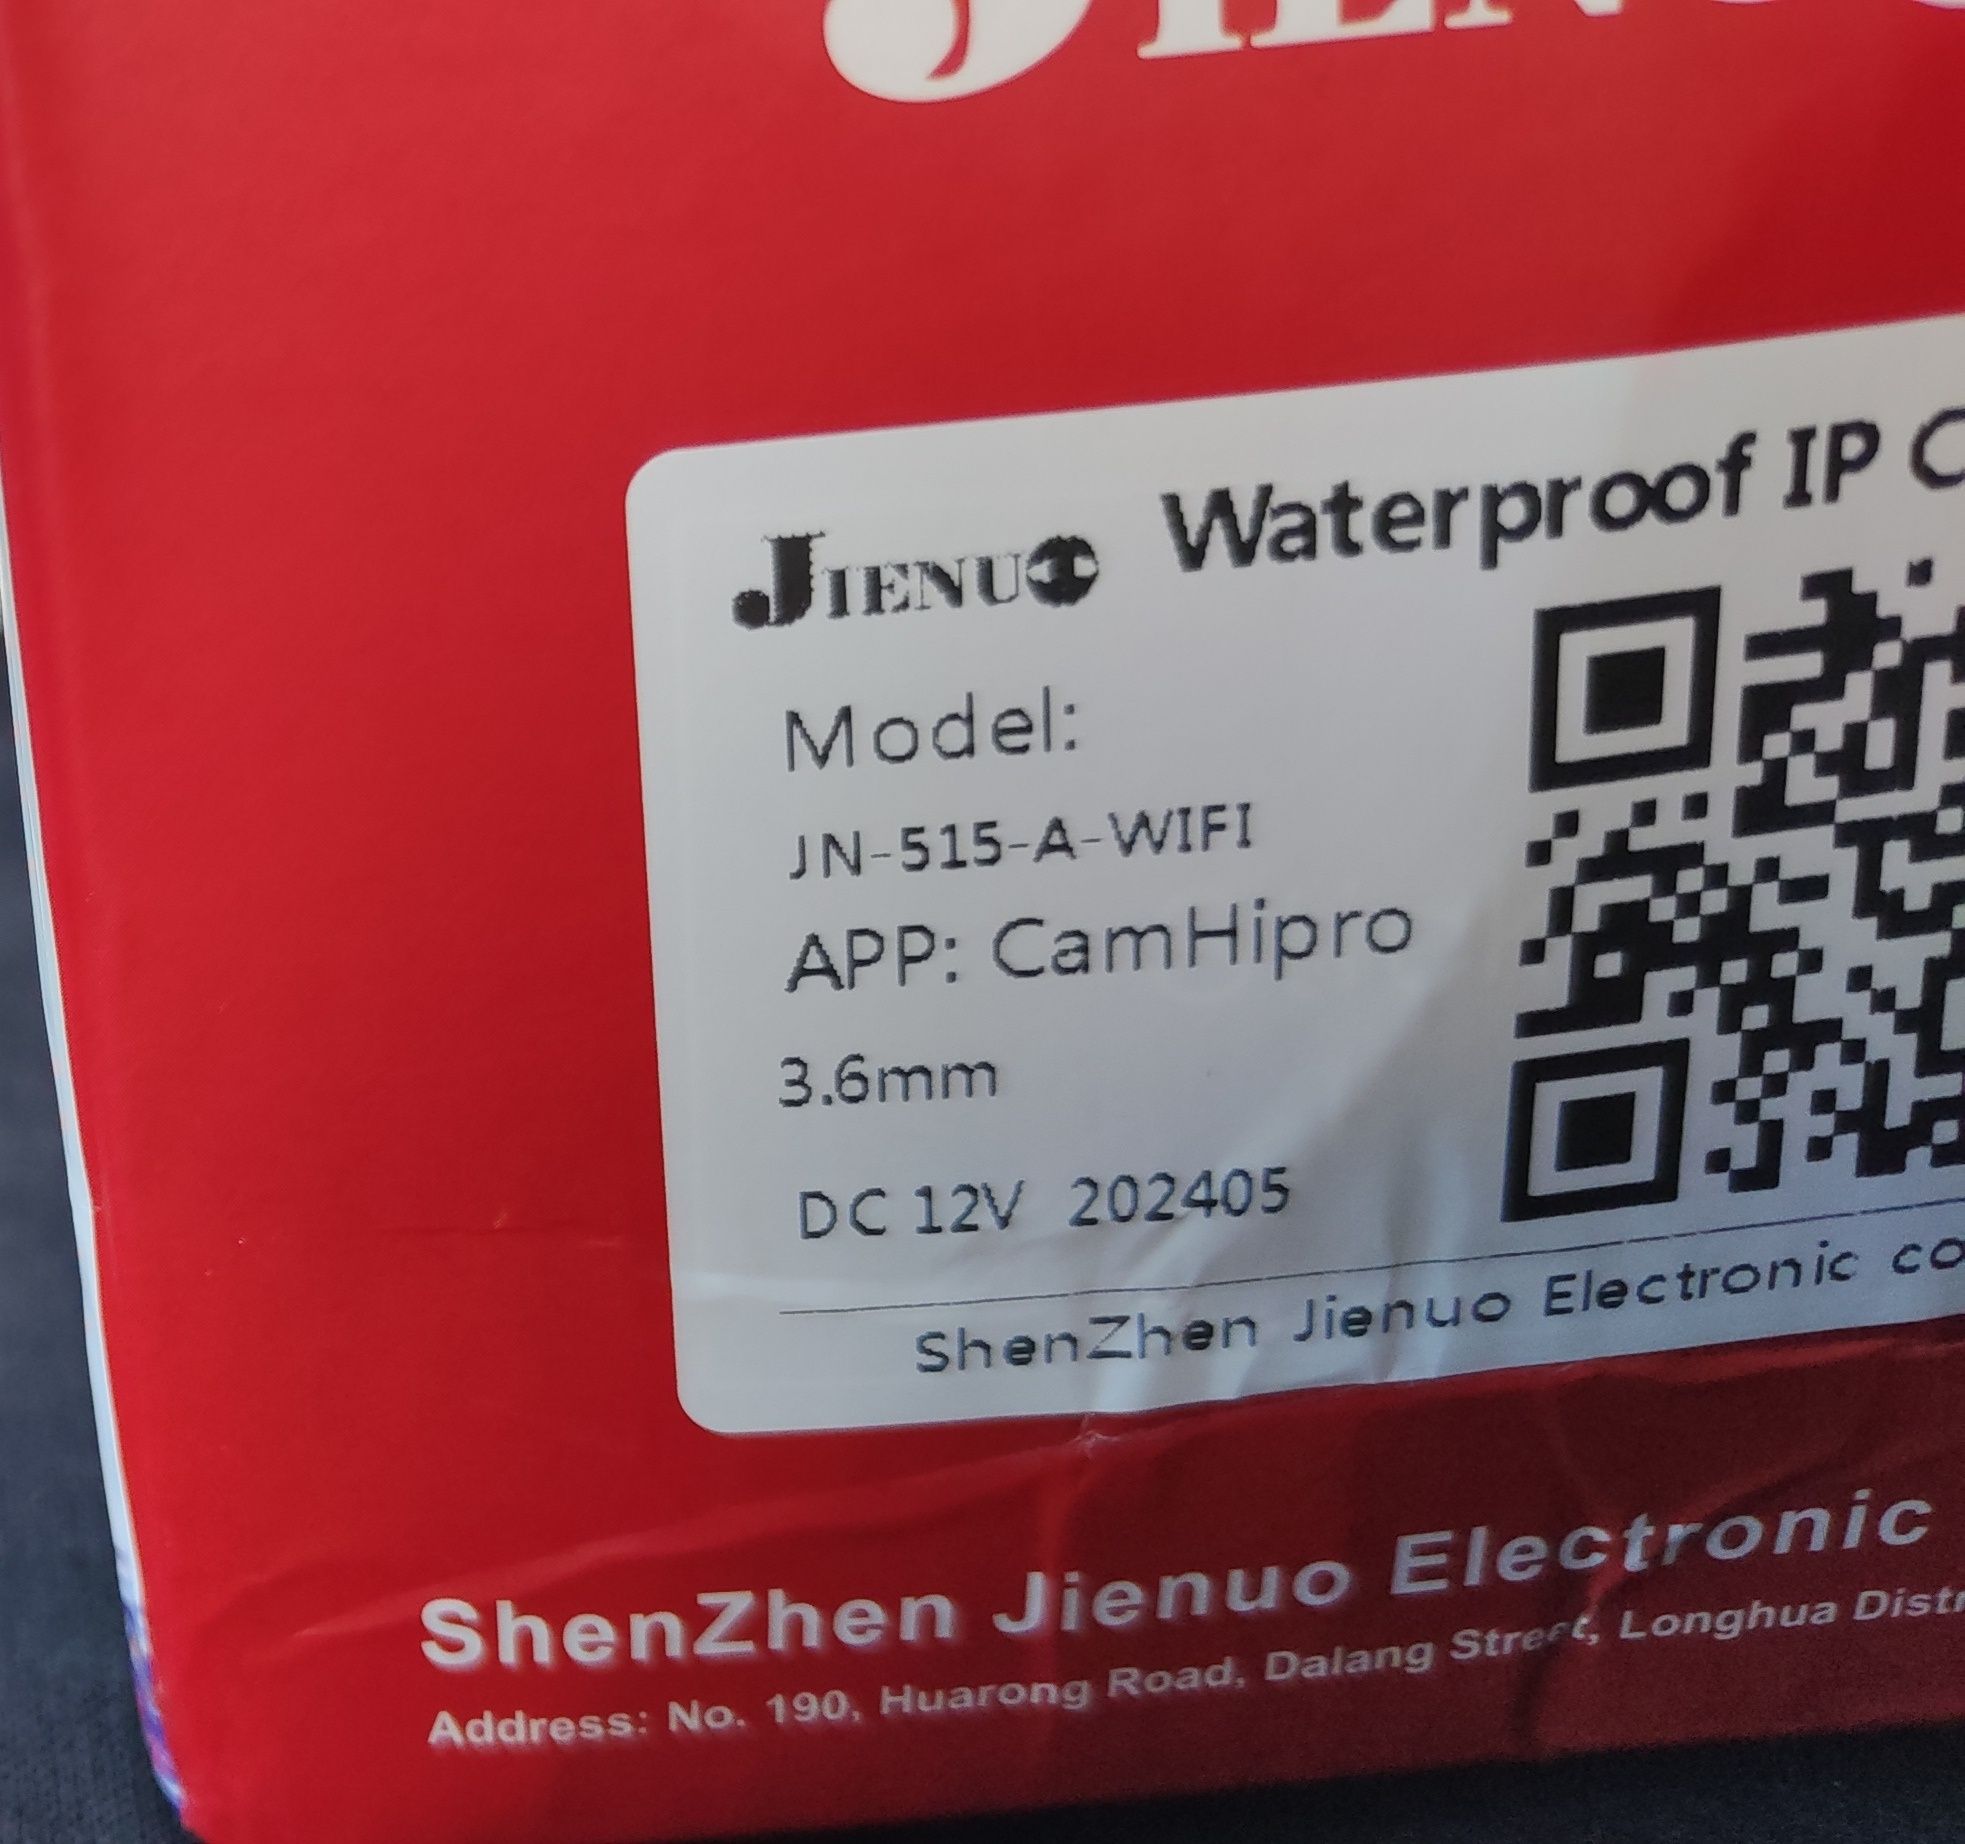 JIENUO
Waterproof IP
Model:
JN-515-A-WIFI
APP: CamHipro
3.6mm
DC 12V 202405
ShenZhen Jienuo Electronic co
ShenZhen Jienuo Electronic
Address: No. 190, Huarong Road, Dalang Street, Longhua